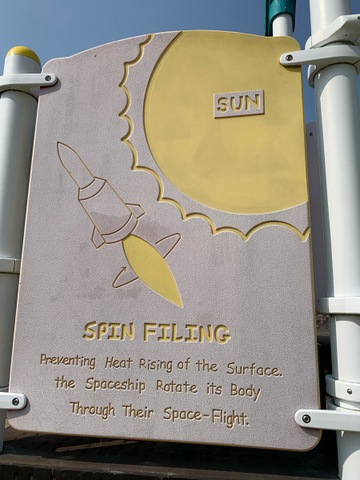 SUN
SPIN FILING
Preventing Heat Rising of the Surface.
the Spaceship Rotate its Body
Through Their Space-Flight.